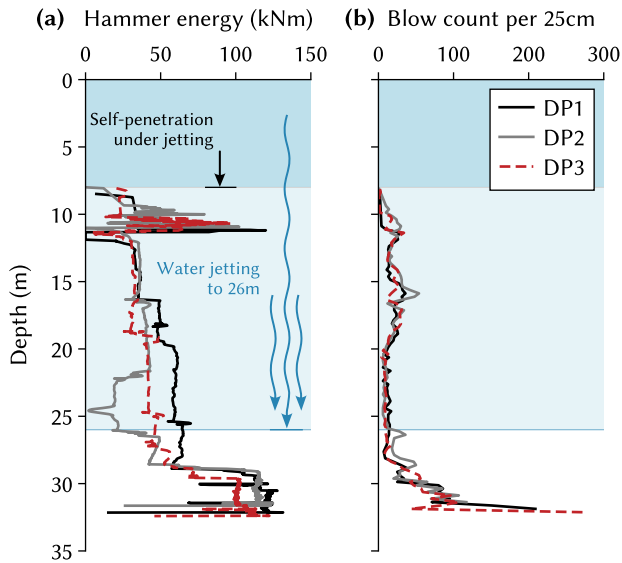 (a) Hammer energy (kNm)
(b) Blow count per 25cm
0 50 100 150
0 100 200 300
0
5
10
15
20
25
30
35
Depth (m)
Self-penetration
under jetting
Water jetting
to 26m
DP1
DP2
DP3